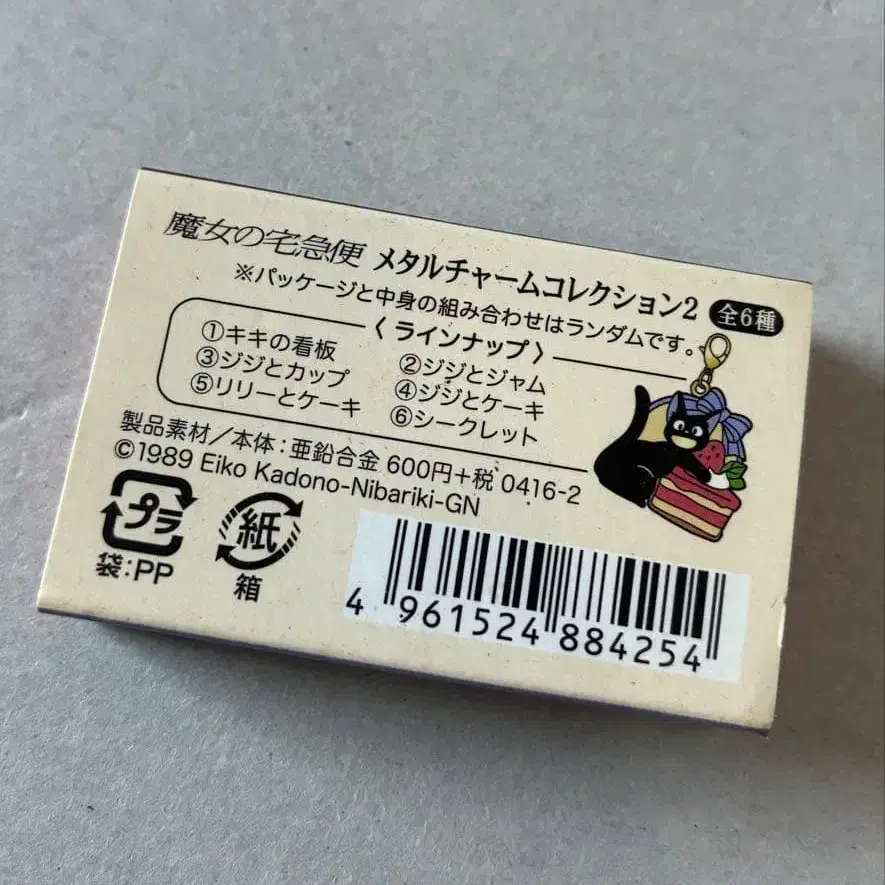 魔女の宅急便 メタルチャームコレクション2 全6種
※パッケージと中身の組み合わせはランダムです。
〈ラインナップ〉
①キキの看板 ②ジジとジャム
③ジジとカップ ④ジジとケーキ
⑤リリーとケーキ ⑥シークレット
製品素材/本体:亜鉛合金 600円+税 0416-2
©1989 Eiko Kadono-Nibariki-GN
プラ 紙
袋:PP 箱
4 961524 884254